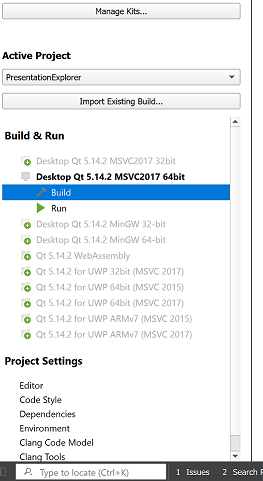 Manage Kits...
Active Project
PresentationExplorer
Import Existing Build...
Build & Run
Desktop Qt 5.14.2 MSVC2017 32bit
Desktop Qt 5.14.2 MSVC2017 64bit
Build
Run
Desktop Qt 5.14.2 MinGW 32-bit
Desktop Qt 5.14.2 MinGW 64-bit
Qt 5.14.2 WebAssembly
Qt 5.14.2 for UWP 32bit (MSVC 2017)
Qt 5.14.2 for UWP 64bit (MSVC 2015)
Qt 5.14.2 for UWP 64bit (MSVC 2017)
Qt 5.14.2 for UWP ARMv7 (MSVC 2015)
Qt 5.14.2 for UWP ARMv7 (MSVC 2017)
Project Settings
Editor
Code Style
Dependencies
Environment
Clang Code Model
Clang Tools
Type to locate (Ctrl+K) 1 Issues 2 Search